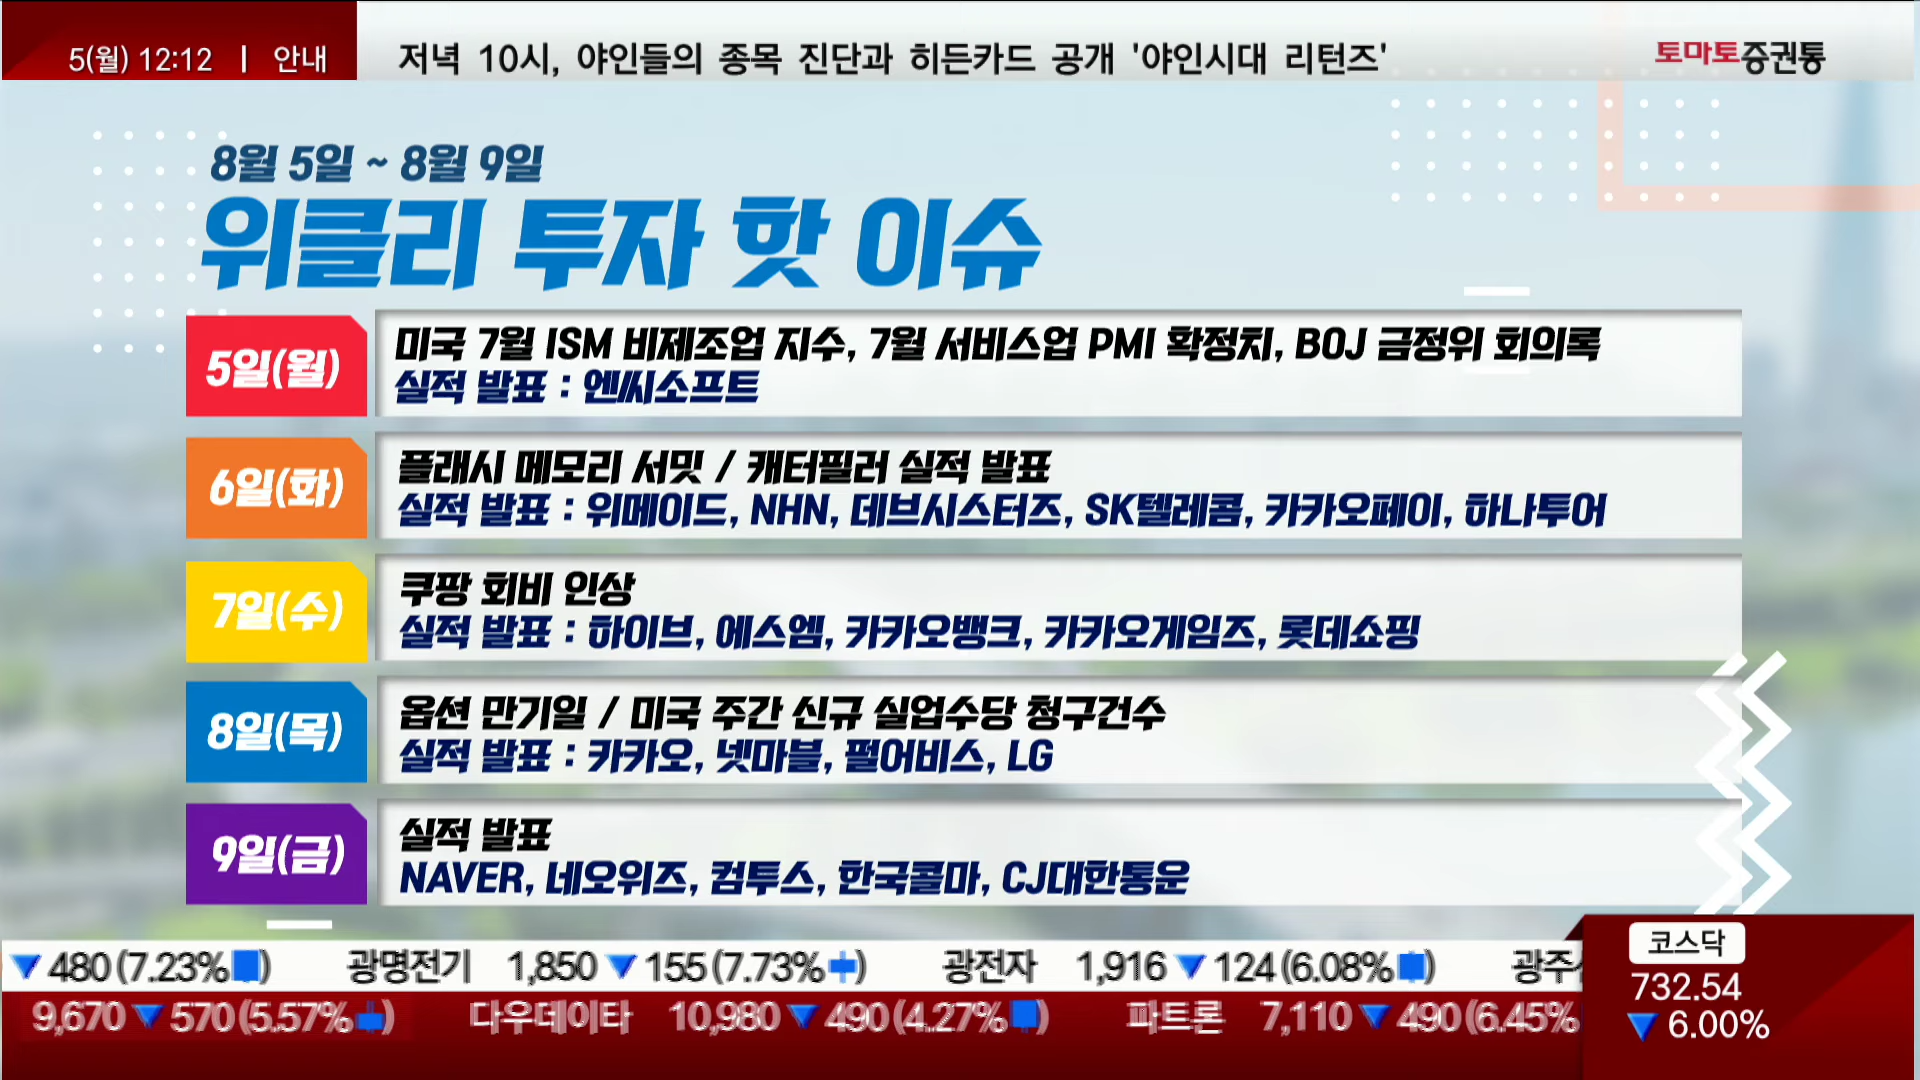 5(월) 12:12 | 안내
저녁 10시, 야인들의 종목 진단과 히든카드 공개 '야인시대 리턴즈'
토마토증권통
8월 5일 ~ 8월 9일
위클리 투자 핫 이슈
5일(월)
미국 7월 ISM 비제조업 지수, 7월 서비스업 PMI 확정치, BOJ 금정위 회의록
실적 발표 : 엔씨소프트
6일(화)
플래시 메모리 서밋 / 캐터필러 실적 발표
실적 발표 : 위메이드, NHN, 데브시스터즈, SK텔레콤, 카카오페이, 하나투어
7일(수)
쿠팡 회비 인상
실적 발표 : 하이브, 에스엠, 카카오뱅크, 카카오게임즈, 롯데쇼핑
8일(목)
옵션 만기일 / 미국 주간 신규 실업수당 청구건수
실적 발표 : 카카오, 넷마블, 펄어비스, LG
9일(금)
실적 발표
NAVER, 네오위즈, 컴투스, 한국콜마, CJ대한통운
▼480(7.23%) 광명전기 1,850▼155(7.73%) 광전자 1,916▼124(6.08%) 광주
9,670▼570(5.57%) 다우데이타 10,980▼490(4.27%) 파트론 7,110▼490(6.45%
코스닥
732.54
▼ 6.00%